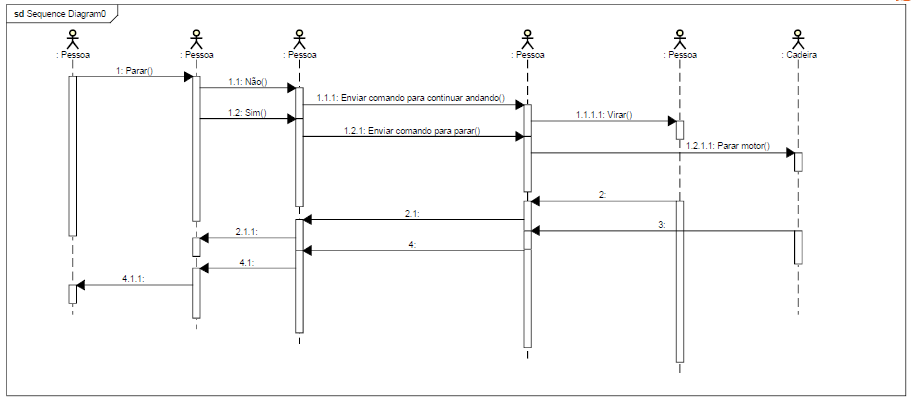 sd Sequence Diagram0
: Pessoa
: Pessoa
: Pessoa
: Pessoa
: Pessoa
: Cadeira
1: Parar()
1.1: Não()
1.1.1: Enviar comando para continuar andando()
1.2: Sim()
1.1.1.1: Virar()
1.2.1: Enviar comando para parar()
1.2.1.1: Parar motor()
2:
2.1:
3:
2.1.1:
4:
4.1:
4.1.1: